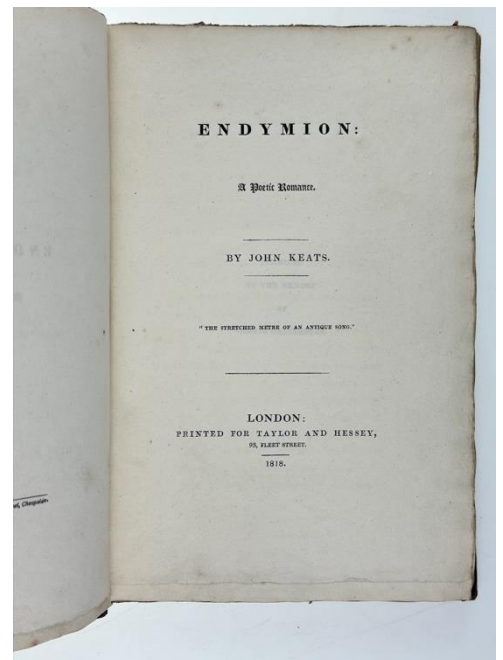 ENDYMION:
A Poetic Romance.
BY JOHN KEATS.
"THE STRETCHED METRE OF AN ANTIQUE SONG."
LONDON:
PRINTED FOR TAYLOR AND HESSEY,
93, FLEET STREET.
1818.